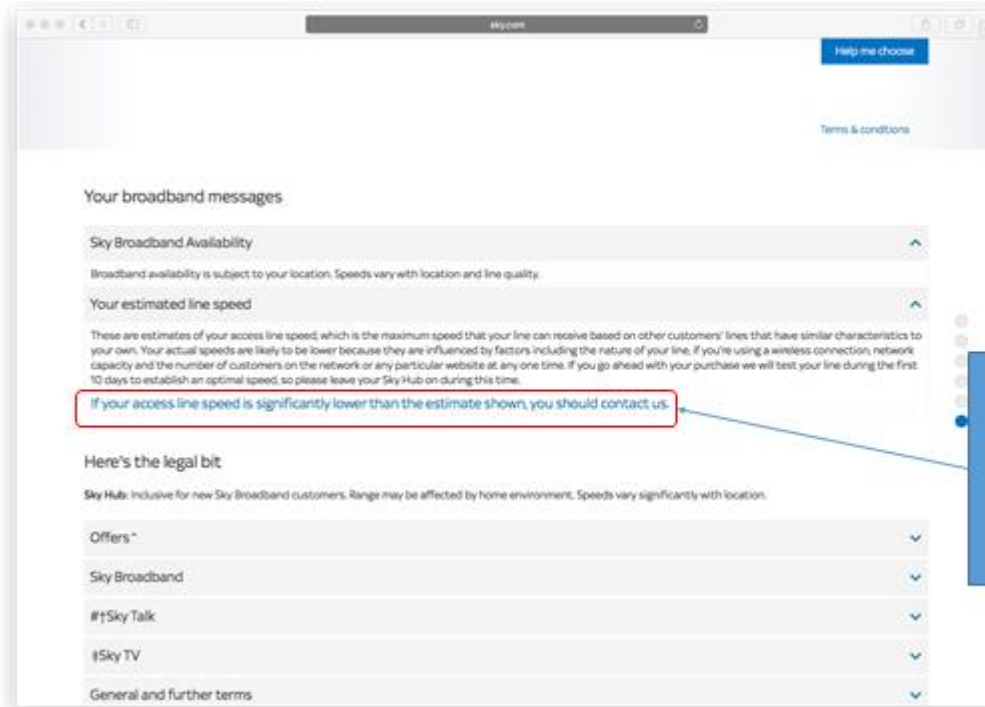 sky.com
Help me choose
Terms & conditions
Your broadband messages
Sky Broadband Availability
Broadband availability is subject to your location. Speeds vary with location and line quality.
Your estimated line speed
These are estimates of your access line speed, which is the maximum speed that your line can receive based on other customers' lines that have similar characteristics to
your own. Your actual speeds are likely to be lower because they are influenced by factors including the nature of your line, if you're using a wireless connection, network
capacity and the number of customers on the network or any particular website at any one time. If you go ahead with your purchase we will test your line during the first
10 days to establish an optimal speed, so please leave your Sky Hub on during this time.
If your access line speed is significantly lower than the estimate shown, you should contact us.
Here's the legal bit
Sky Hub: Inclusive for new Sky Broadband customers. Range may be affected by home environment. Speeds vary significantly with location.
Offers*
Sky Broadband
#†Sky Talk
‡Sky TV
General and further terms